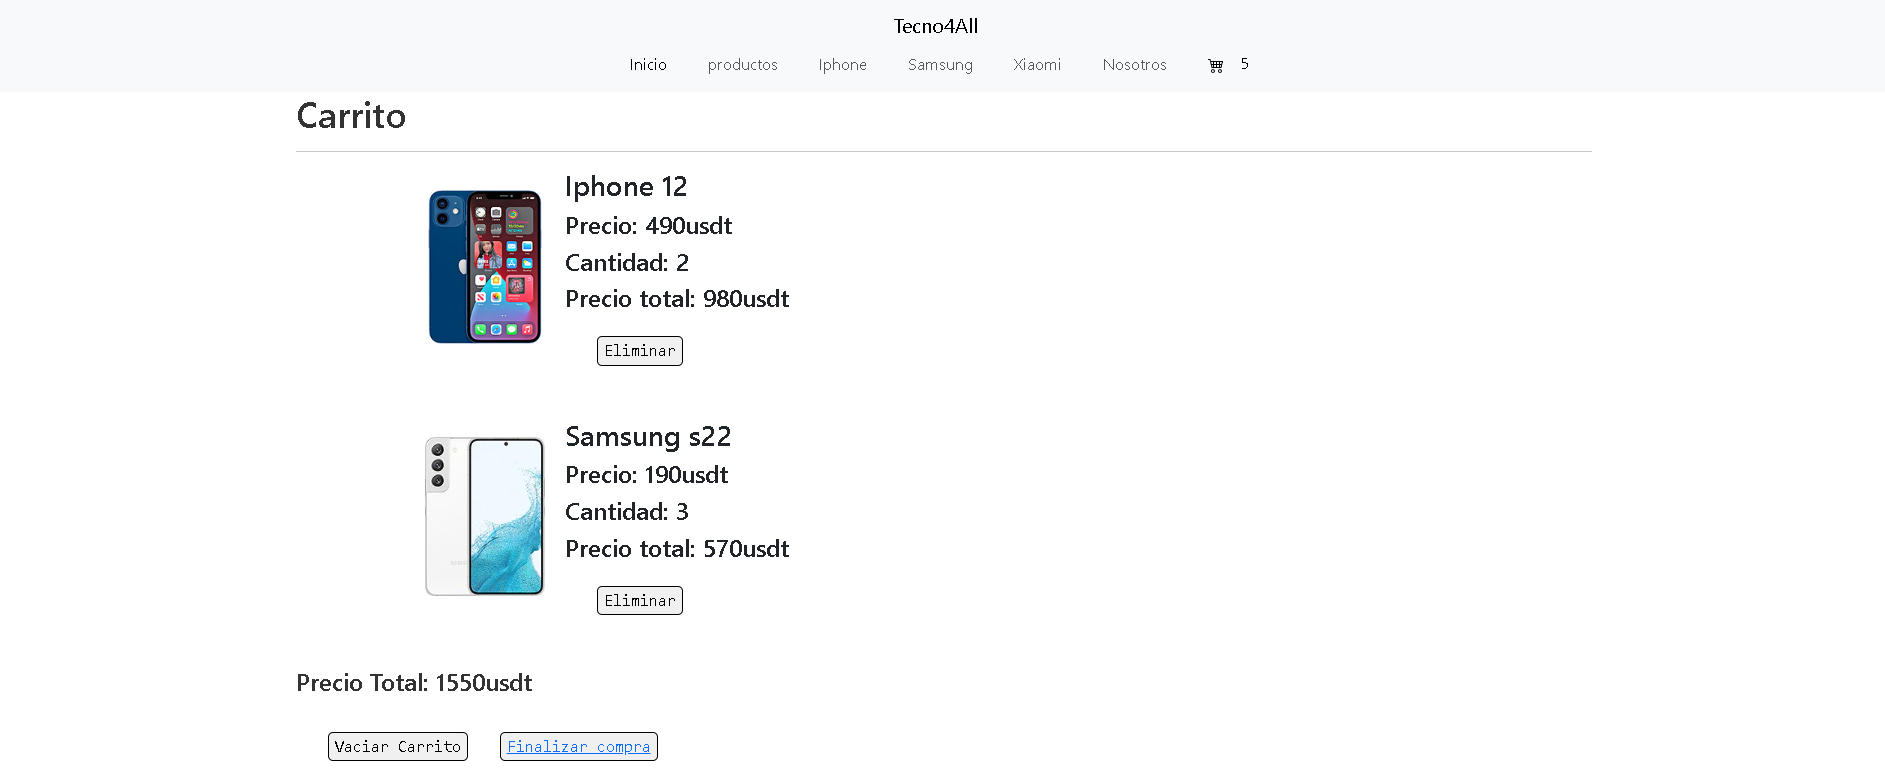 Tecno4All
Inicio productos Iphone Samsung Xiaomi Nosotros 5
Carrito
Iphone 12
Precio: 490usdt
Cantidad: 2
Precio total: 980usdt
Eliminar
Samsung s22
Precio: 190usdt
Cantidad: 3
Precio total: 570usdt
Eliminar
Precio Total: 1550usdt
Vaciar Carrito Finalizar compra